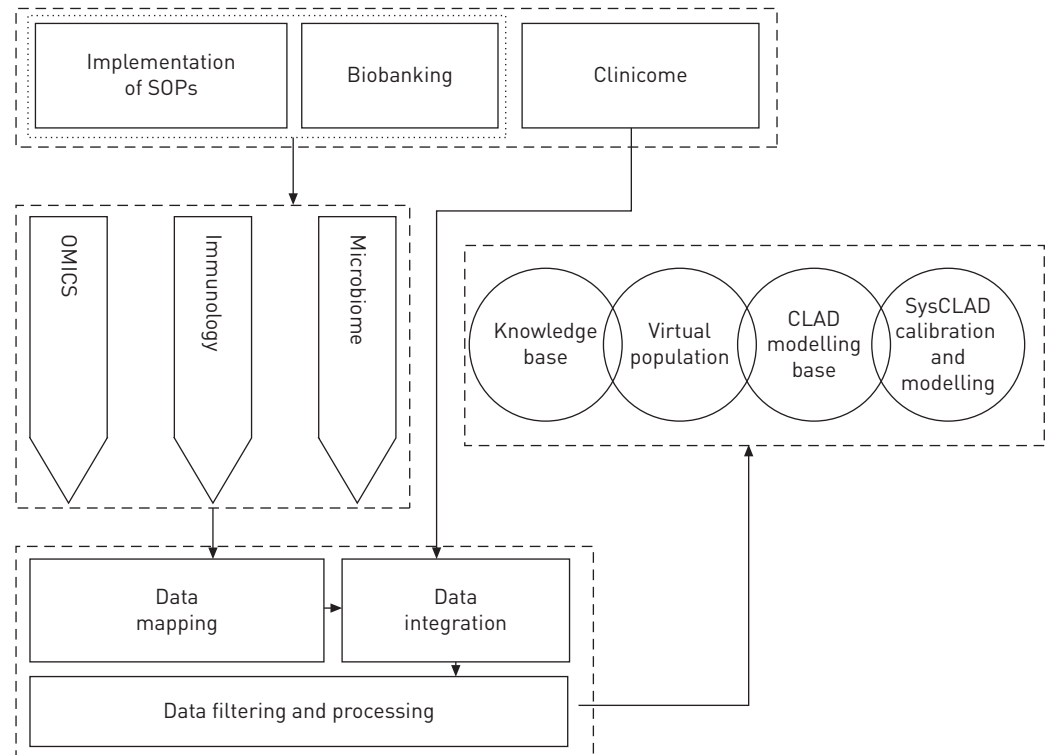 Implementation
of SOPs
Biobanking
Clinicome
OMICS
Immunology
Microbiome
Knowledge
base
Virtual
population
CLAD
modelling
base
SysCLAD
calibration
and
modelling
Data
mapping
Data
integration
Data filtering and processing